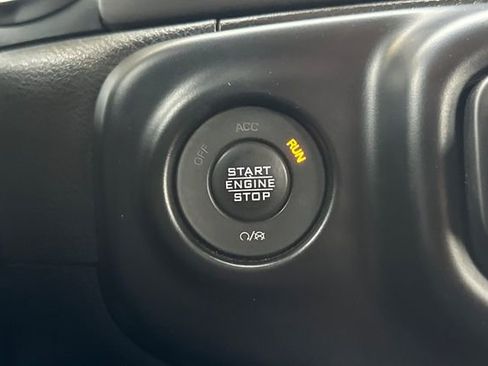 ACC
OFF
RUN
START
ENGINE
STOP